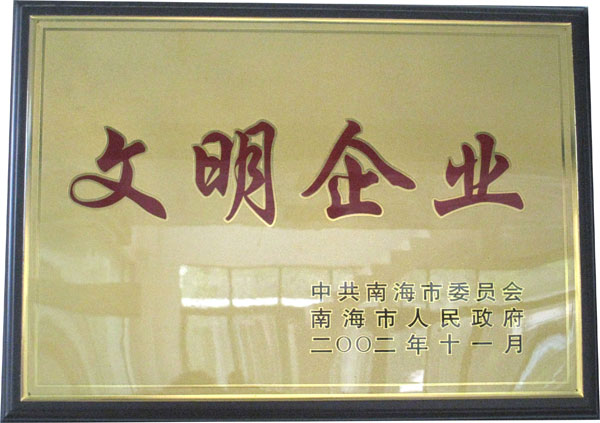 文明企业
中共南海市委员会
南海市人民政府
二〇〇二年十一月